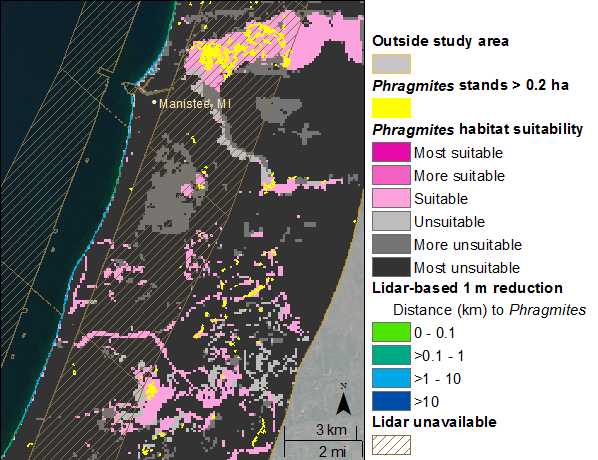 Manistee, MI
N
3 km
2 mi
Outside study area
Phragmites stands > 0.2 ha
Phragmites habitat suitability
Most suitable
More suitable
Suitable
Unsuitable
More unsuitable
Most unsuitable
Lidar-based 1 m reduction
Distance (km) to Phragmites
0 - 0.1
>0.1 - 1
>1 - 10
>10
Lidar unavailable